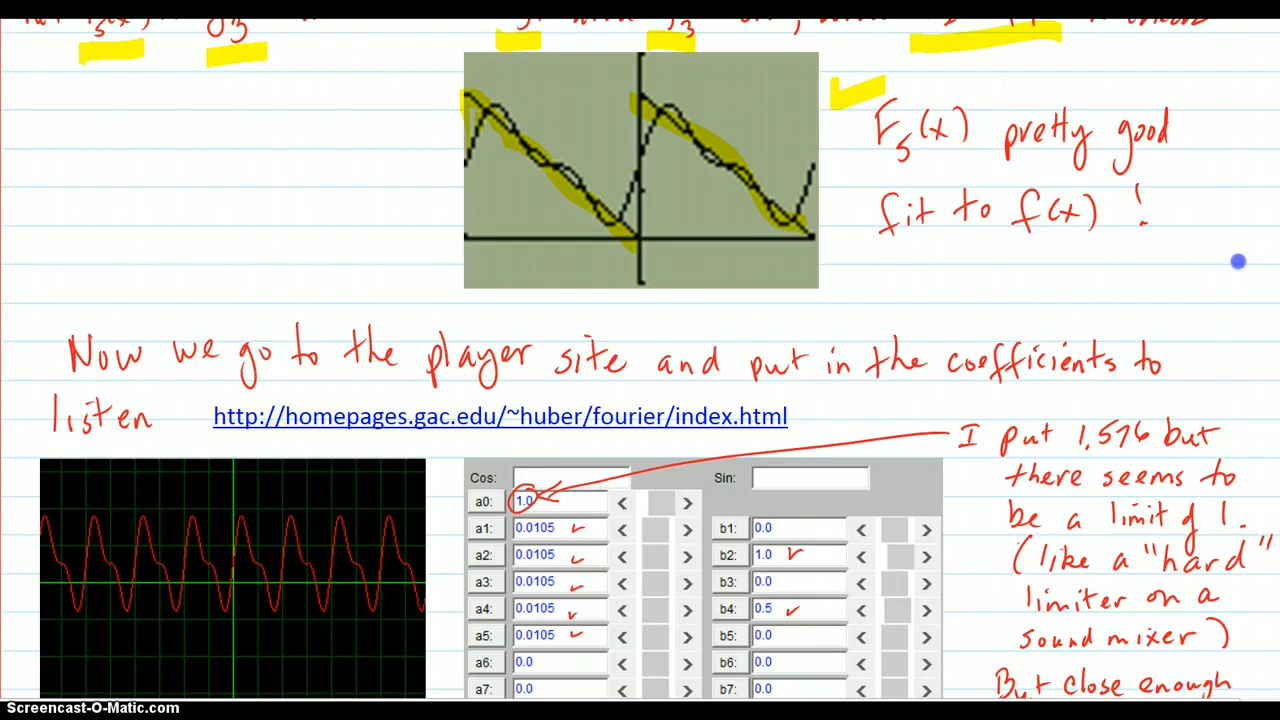 F5(x) pretty good
fit to f(x) !
Now we go to the player site and put in the coefficients to
listen http://homepages.gac.edu/~huber/fourier/index.html
I put 1,576 but
there seems to
be a limit of 1.
(like a "hard"
limiter on a
sound mixer)
But close enough
Cos: Sin:
a0: 1.0 < >
a1: 0.0105 < > b1: 0.0 < >
a2: 0.0105 < > b2: 1.0 < >
a3: 0.0105 < > b3: 0.0 < >
a4: 0.0105 < > b4: 0.5 < >
a5: 0.0105 < > b5: 0.0 < >
a6: 0.0 < > b6: 0.0 < >
a7: 0.0 < > b7: 0.0 < >
Screencast-O-Matic.com